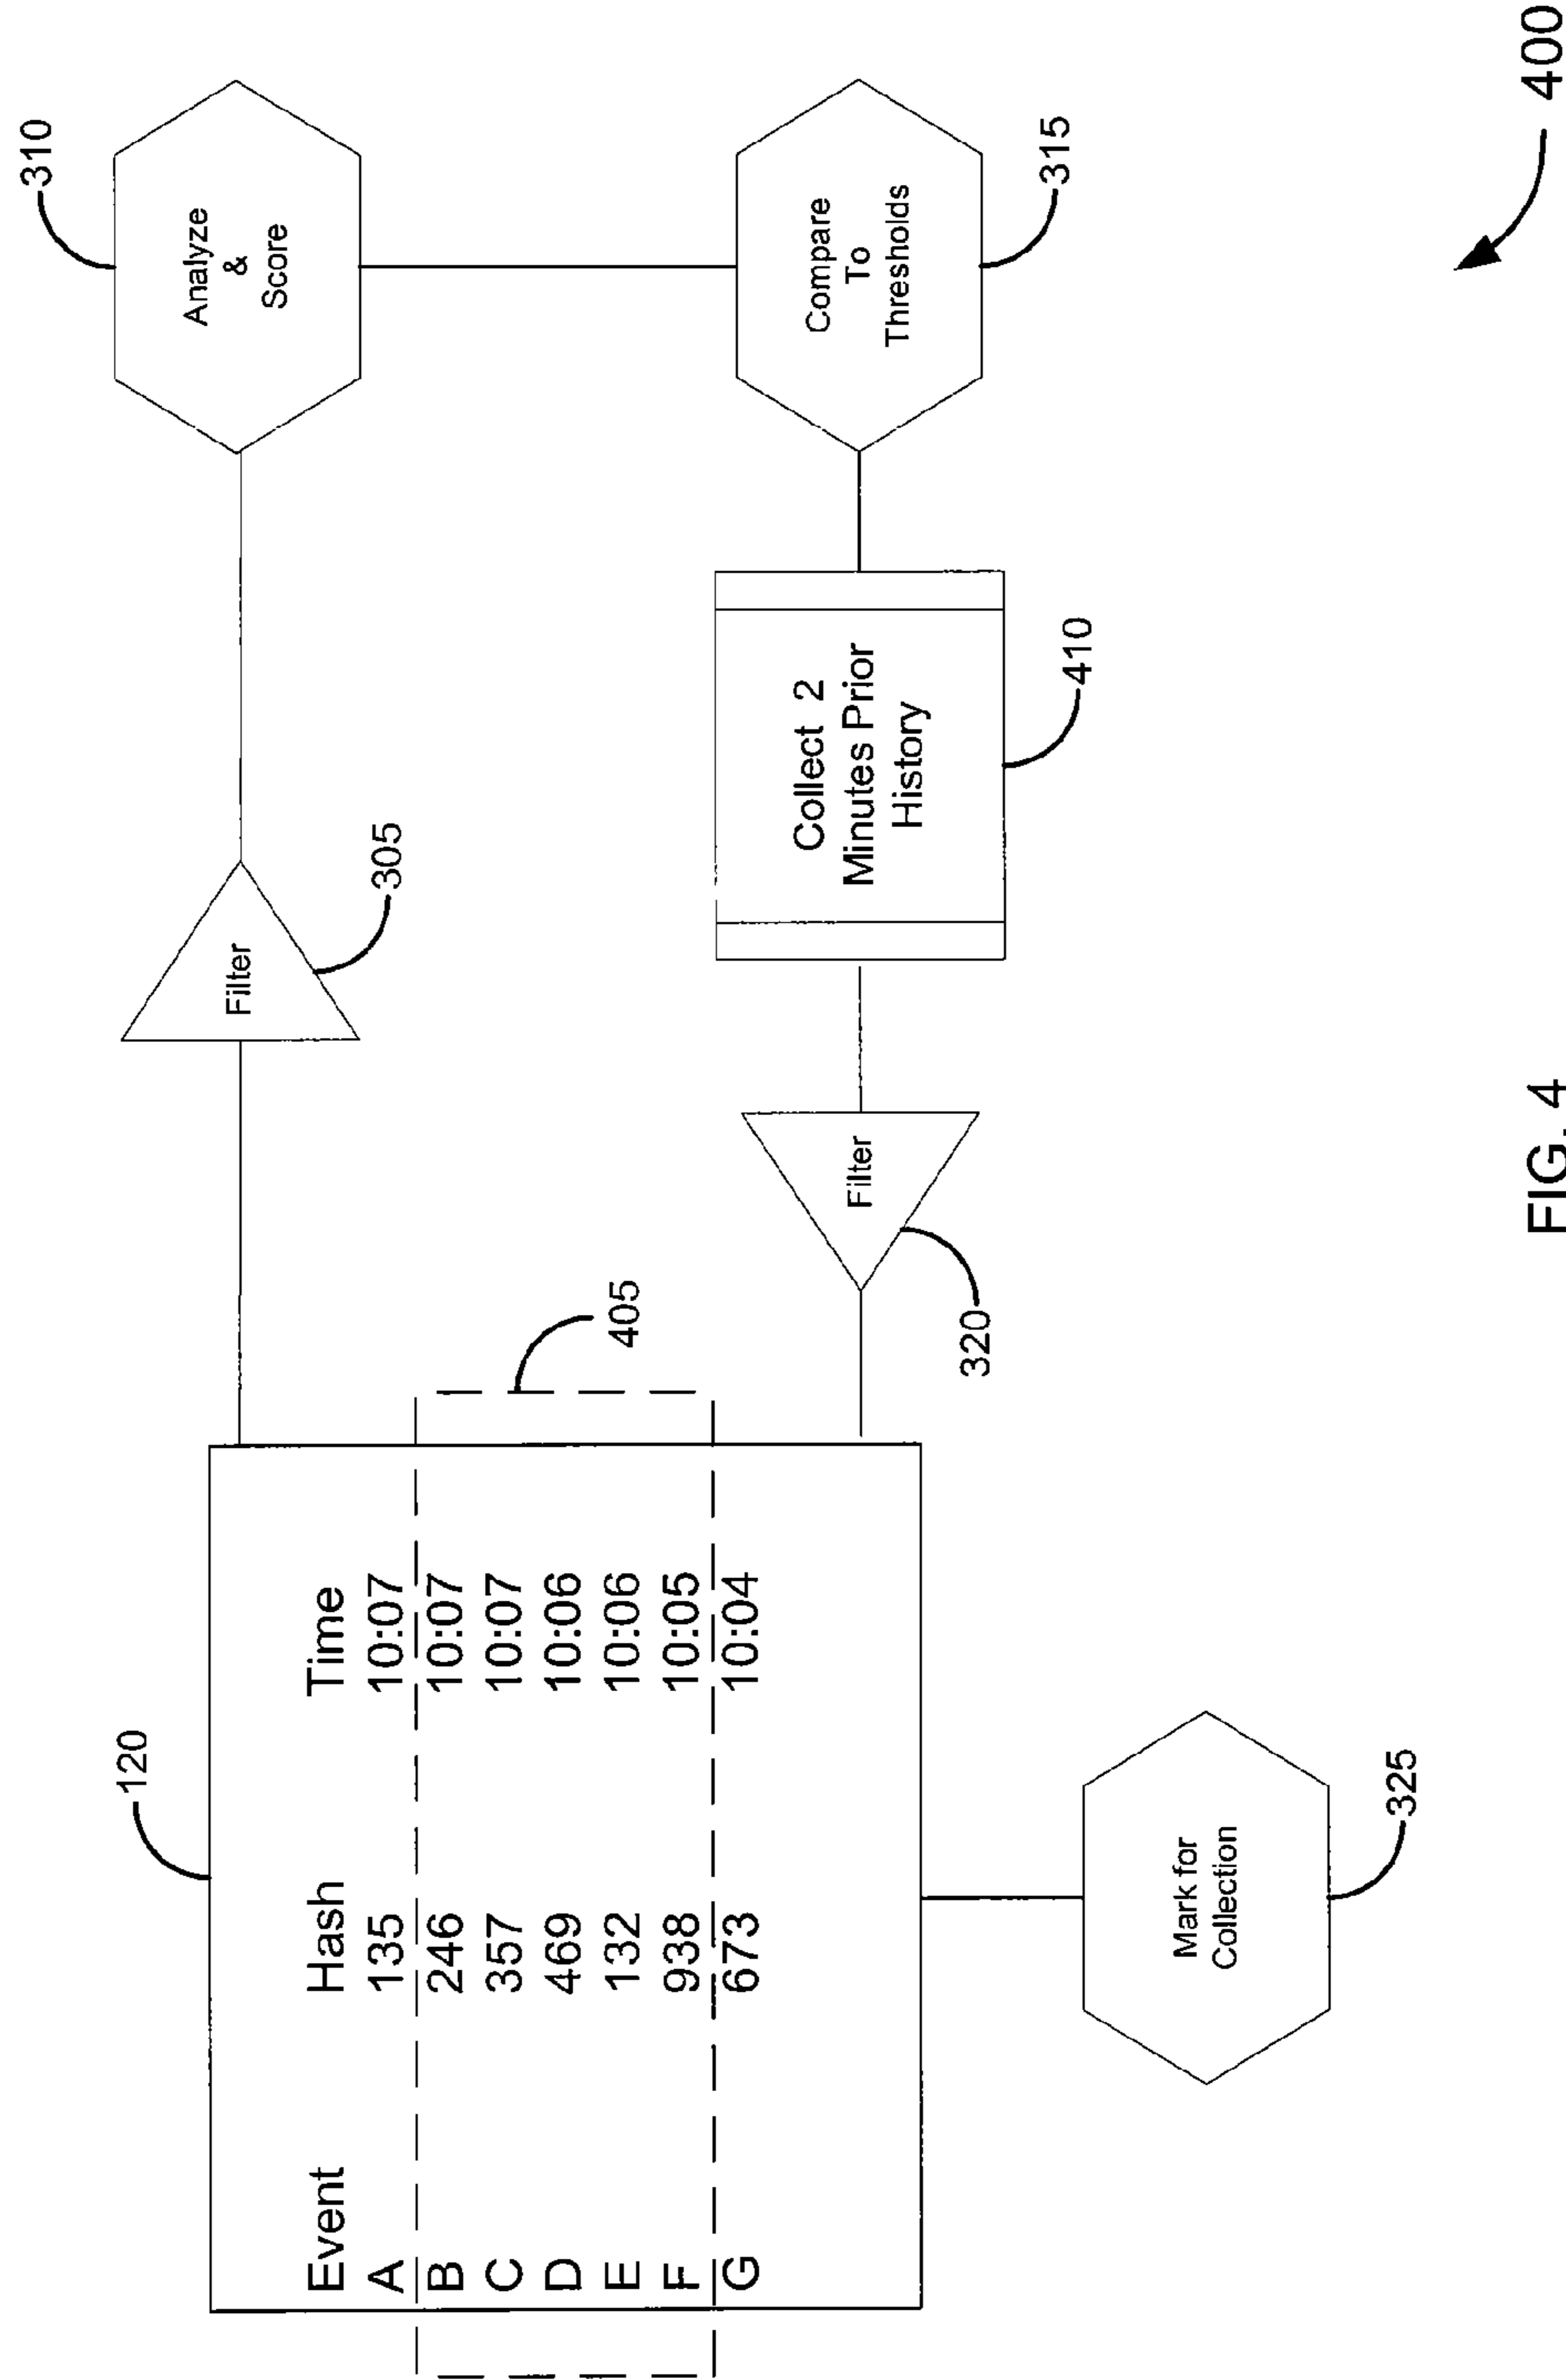 120
Event Hash Time
A 135 10:07
B 246 10:07
C 357 10:07
D 469 10:06
E 132 10:06
F 938 10:05
G 673 10:04
405
Filter
305
Analyze
&
Score
310
Compare
To
Thresholds
315
Collect 2
Minutes Prior
History
410
Filter
320
Mark for
Collection
325
400
FIG. 4